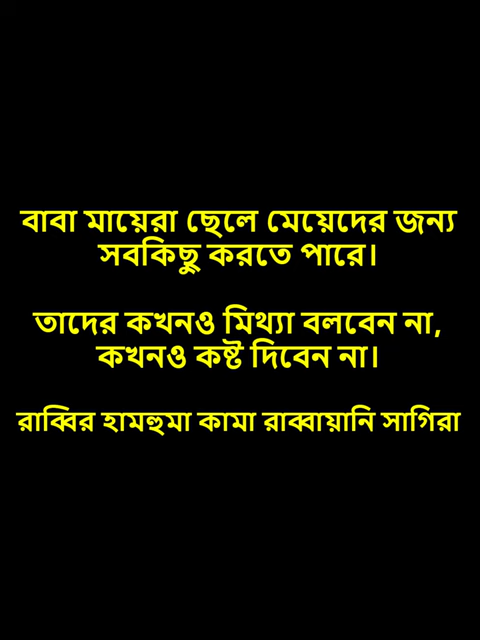 বাবা মায়েরা ছেলে মেয়েদের জন্য
সবকিছু করতে পারে।
তাদের কখনও মিথ্যা বলবেন না,
কখনও কষ্ট দিবেন না।
রাব্বির হামহুমা কামা রাব্বায়ানি সাগিরা